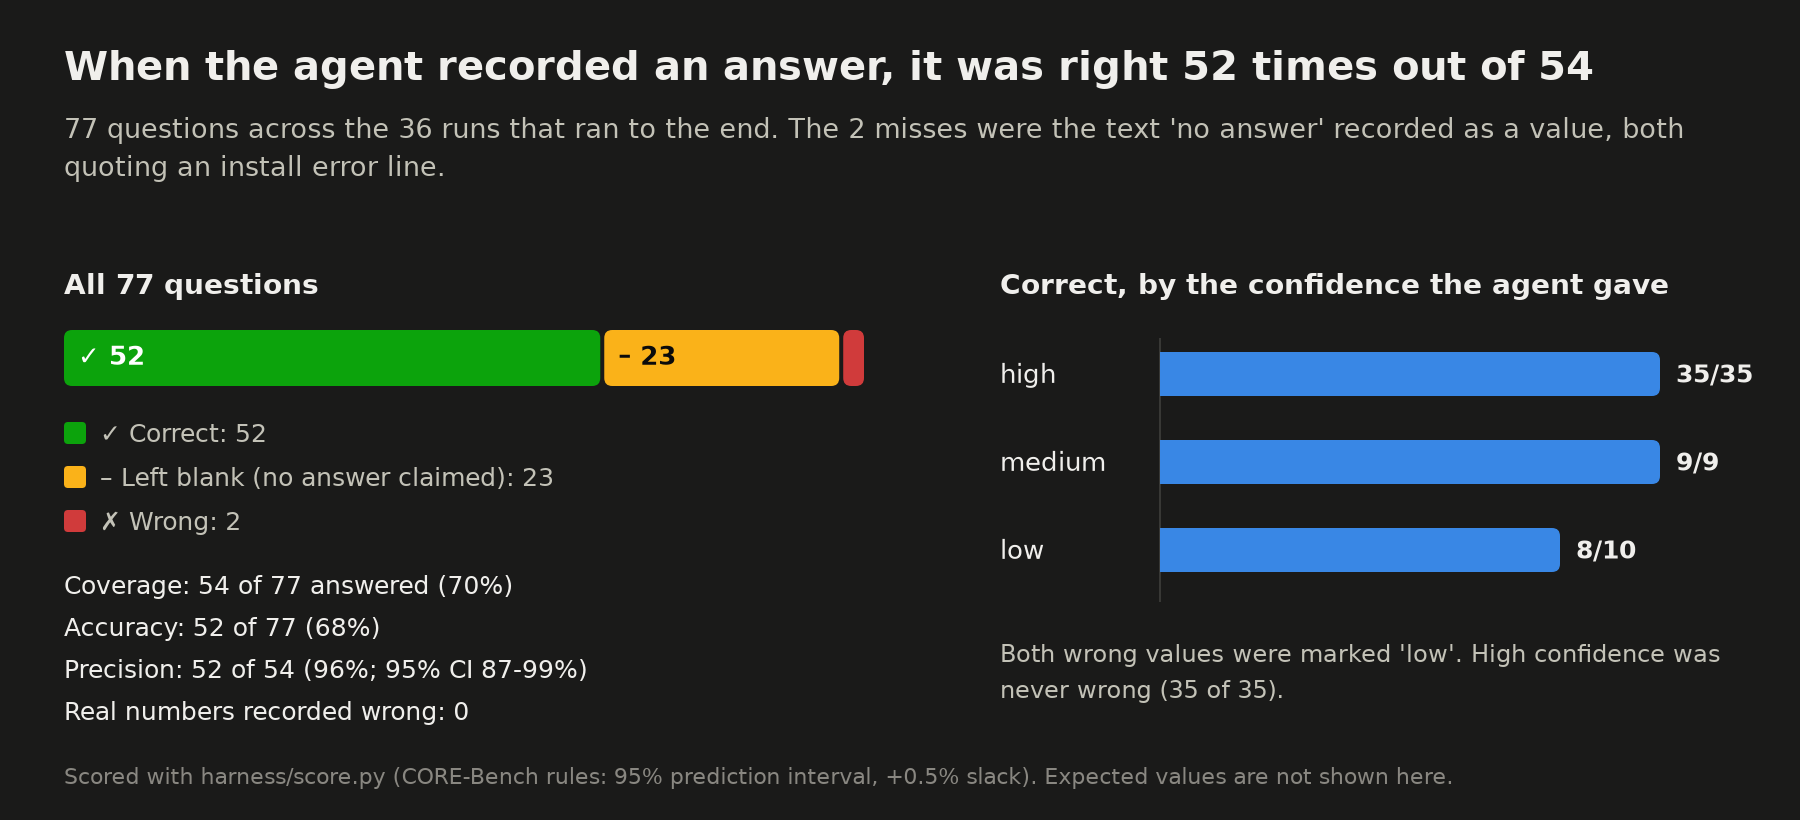 When the agent recorded an answer, it was right 52 times out of 54
77 questions across the 36 runs that ran to the end. The 2 misses were the text 'no answer' recorded as a value, both
quoting an install error line.
All 77 questions
✓ 52
– 23
✓ Correct: 52
– Left blank (no answer claimed): 23
✗ Wrong: 2
Coverage: 54 of 77 answered (70%)
Accuracy: 52 of 77 (68%)
Precision: 52 of 54 (96%; 95% CI 87-99%)
Real numbers recorded wrong: 0
Correct, by the confidence the agent gave
high 35/35
medium 9/9
low 8/10
Both wrong values were marked 'low'. High confidence was
never wrong (35 of 35).
Scored with harness/score.py (CORE-Bench rules: 95% prediction interval, +0.5% slack). Expected values are not shown here.